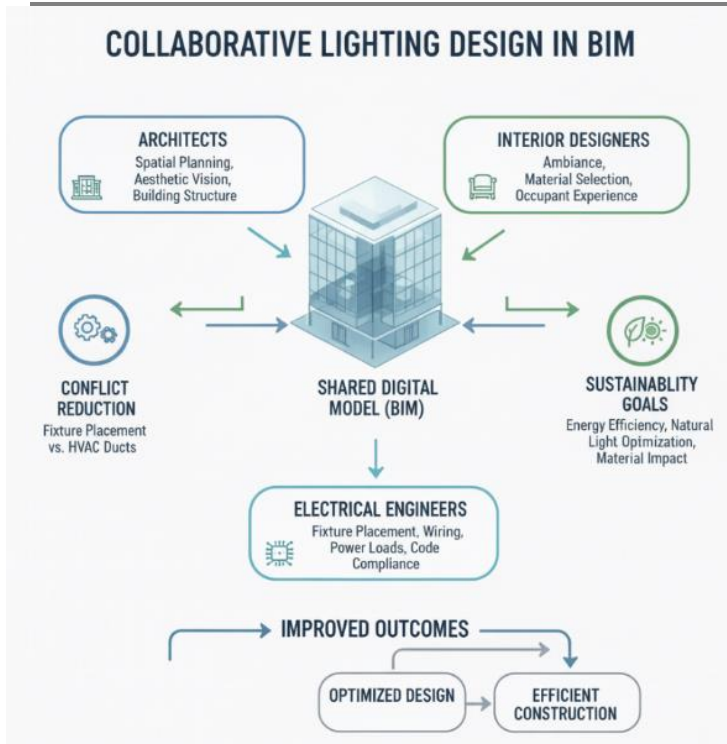 COLLABORATIVE LIGHTING DESIGN IN BIM
ARCHITECTS
Spatial Planning,
Aesthetic Vision,
Building Structure
INTERIOR DESIGNERS
Ambiance,
Material Selection,
Occupant Experience
CONFLICT
REDUCTION
Fixture Placement
vs. HVAC Ducts
SHARED DIGITAL
MODEL (BIM)
SUSTAINABLITY
GOALS
Energy Efficiency, Natural
Light Optimization,
Material Impact
ELECTRICAL ENGINEERS
Fixture Placement, Wiring,
Power Loads, Code
Compliance
IMPROVED OUTCOMES
OPTIMIZED DESIGN
EFFICIENT
CONSTRUCTION